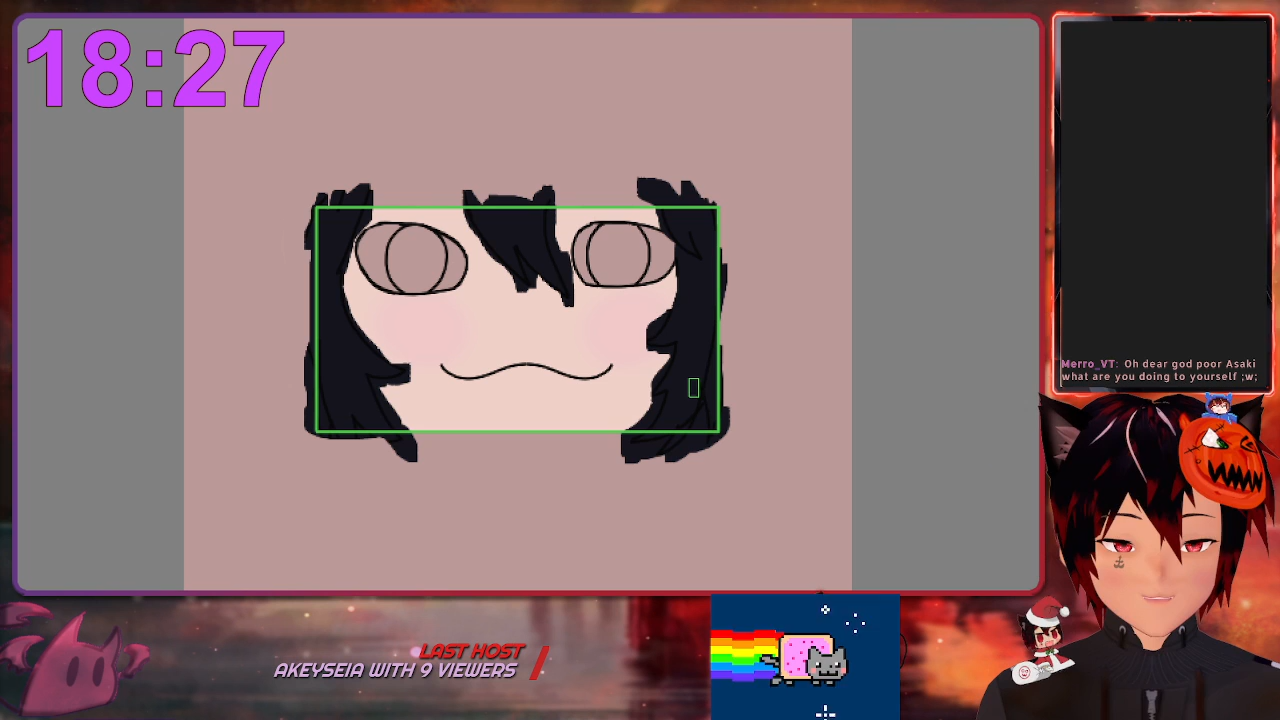 18:27
Merro_VT: Oh dear god poor Asaki
what are you doing to yourself ;w;
LAST HOST
AKEYSEIA WITH 9 VIEWERS